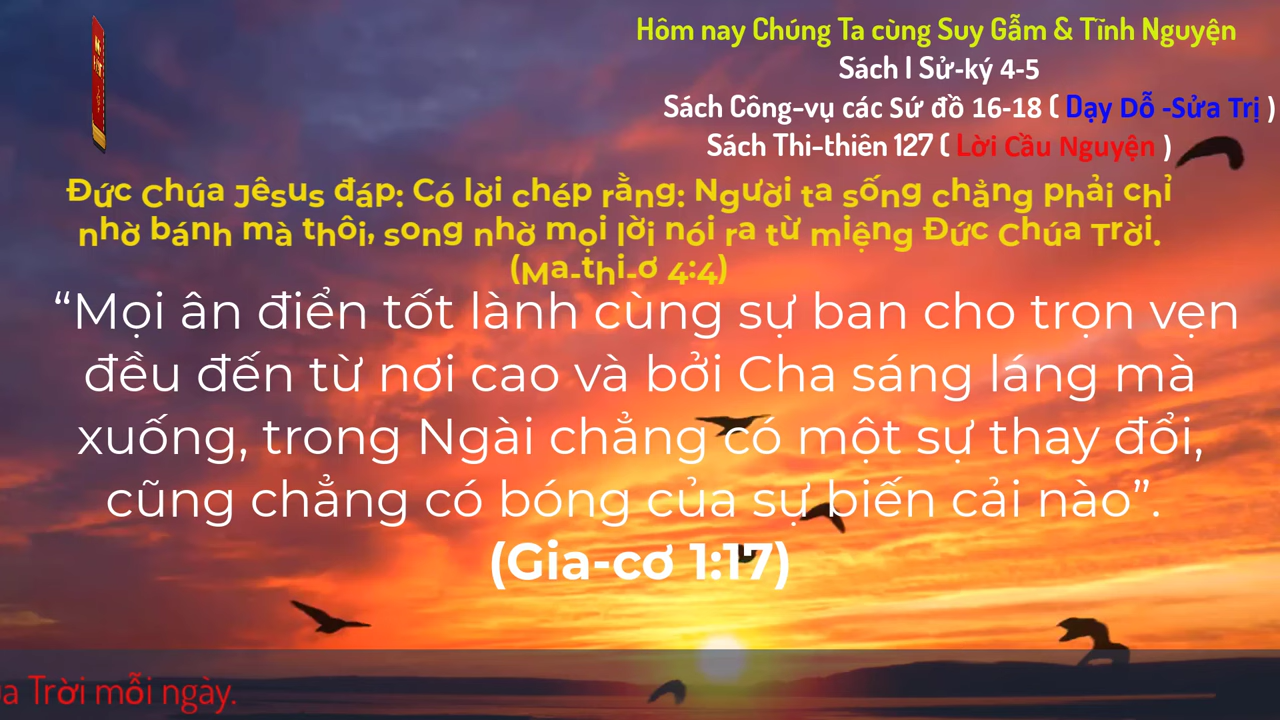 Hôm nay Chúng Ta cùng Suy Gẫm & Tĩnh Nguyện
Sách I Sử-ký 4-5
Sách Công-vụ các Sứ đồ 16-18 ( Dạy Dỗ -Sửa Trị )
Sách Thi-thiên 127 ( Lời Cầu Nguyện )
Đức Chúa Jêsus đáp: Có lời chép rằng: Người ta sống chẳng phải chỉ
nhờ bánh mà thôi, song nhờ mọi lời nói ra từ miệng Đức Chúa Trời.
(Ma-thi-ơ 4:4)
“Mọi ân điển tốt lành cùng sự ban cho trọn vẹn
đều đến từ nơi cao và bởi Cha sáng láng mà
xuống, trong Ngài chẳng có một sự thay đổi,
cũng chẳng có bóng của sự biến cải nào”.
(Gia-cơ 1:17)
Trời mỗi ngày.